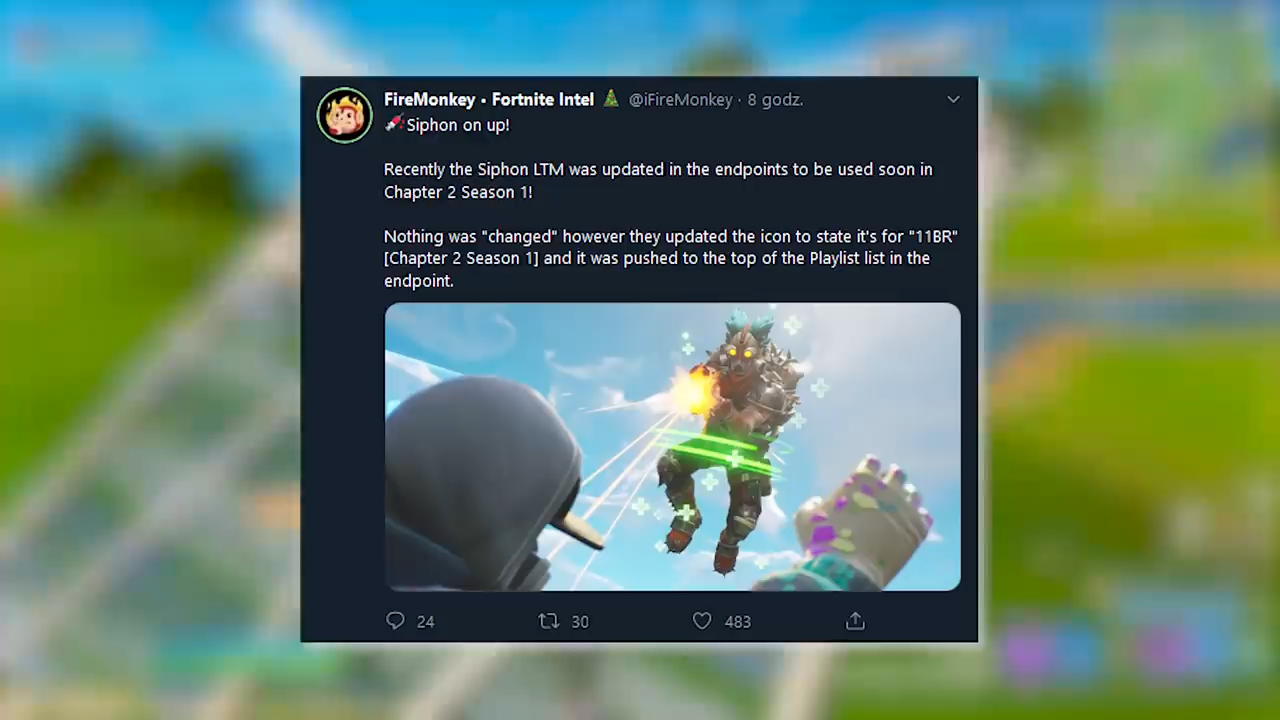 FireMonkey • Fortnite Intel 🎄 @iFireMonkey · 8 godz.
🧨Siphon on up!
Recently the Siphon LTM was updated in the endpoints to be used soon in
Chapter 2 Season 1!
Nothing was "changed" however they updated the icon to state it's for "11BR"
[Chapter 2 Season 1] and it was pushed to the top of the Playlist list in the
endpoint.
24 30 483